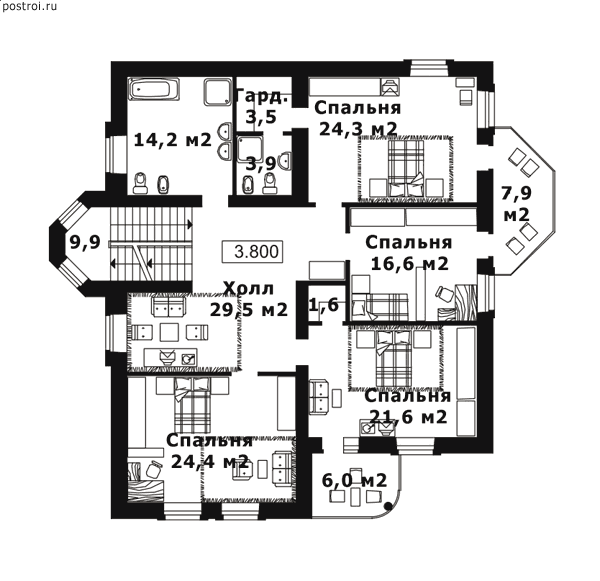 postroi.ru
Гард.
3,5
Спальня
24,3 м2
14,2 м2
3,9
7,9
м2
9,9
3.800
Спальня
16,6 м2
Холл
29,5 м2
1,6
Спальня
21,6 м2
Спальня
24,4 м2
6,0 м2